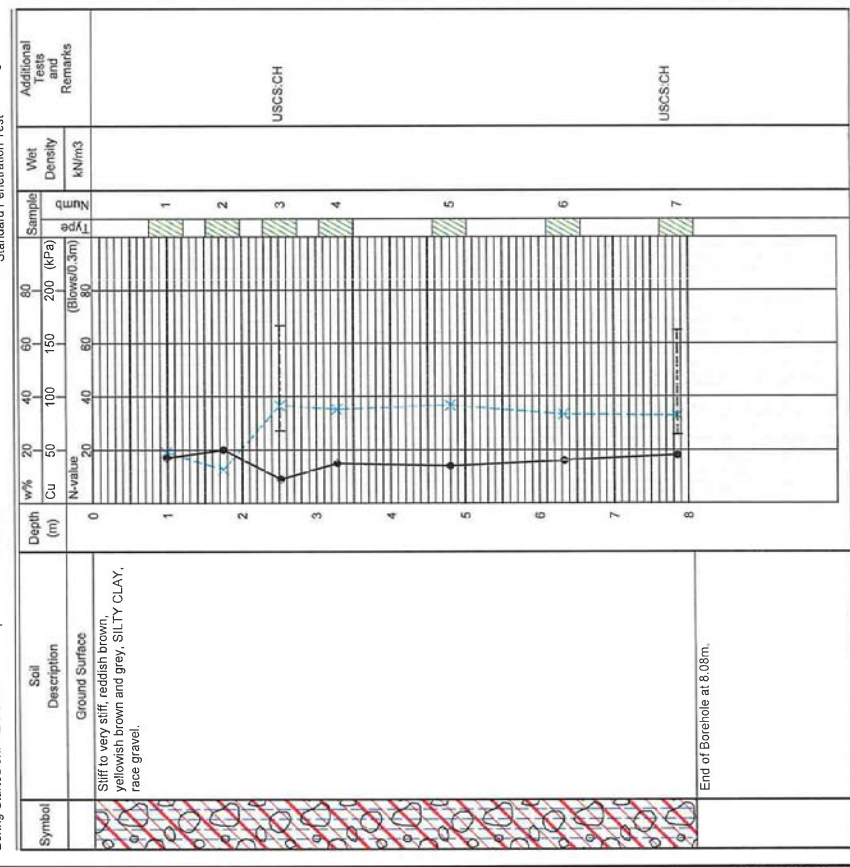 Symbol
Soil
Description
Depth
(m)
w%
20
40
60
80
Cu
50
100
150
200
(kPa)
N-value
(Blows/0.3m)
20
40
60
80
Sample
Type
Numb
Wet
Density
kN/m3
Additional
Tests
and
Remarks
Ground Surface
Stiff to very stiff, reddish brown,
yellowish brown and grey, SILTY CLAY,
race gravel.
0
1
2
3
4
5
6
7
8
1
2
3
4
5
6
7
USCS:CH
USCS:CH
End of Borehole at 8.08m.
Standard Penetration Test